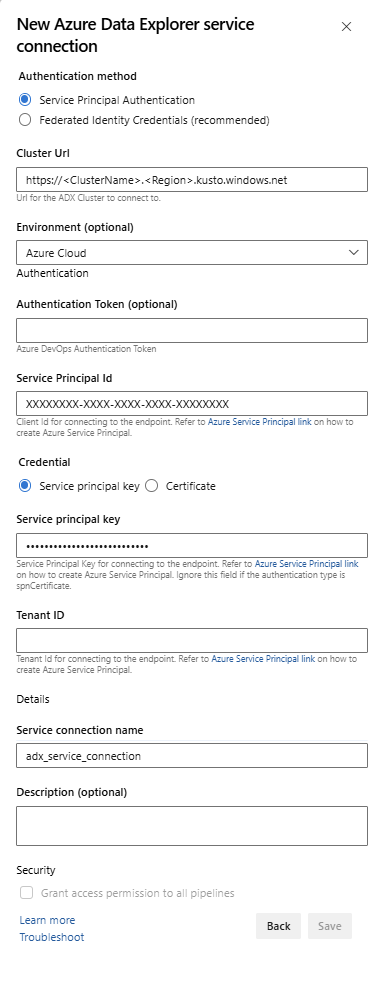 New Azure Data Explorer service
connection
Authentication method
Service Principal Authentication
Federated Identity Credentials (recommended)
Cluster Url
https://<ClusterName>.<Region>.kusto.windows.net
Url for the ADX Cluster to connect to.
Environment (optional)
Azure Cloud
Authentication
Authentication Token (optional)
Azure DevOps Authentication Token
Service Principal Id
XXXXXXXX-XXXX-XXXX-XXXX-XXXXXXXX
Client Id for connecting to the endpoint. Refer to Azure Service Principal link on how to
create Azure Service Principal.
Credential
Service principal key Certificate
Service principal key
•••••••••••••••••••••••••••
Service Principal Key for connecting to the endpoint. Refer to Azure Service Principal link
on how to create Azure Service Principal. Ignore this field if the authentication type is
spnCertificate.
Tenant ID
Tenant Id for connecting to the endpoint. Refer to Azure Service Principal link on how to
create Azure Service Principal.
Details
Service connection name
adx_service_connection
Description (optional)
Security
Grant access permission to all pipelines
Learn more
Back Save
Troubleshoot